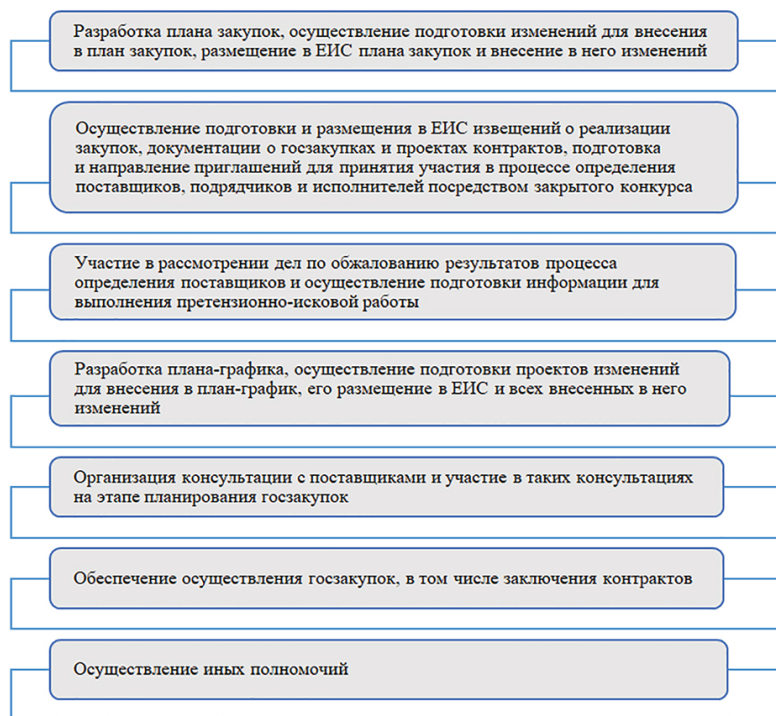 Разработка плана закупок, осуществление подготовки изменений для внесения
в план закупок, размещение в ЕИС плана закупок и внесение в него изменений
Осуществление подготовки и размещения в ЕИС извещений о реализации
закупок, документации о госзакупках и проектах контрактов, подготовка
и направление приглашений для принятия участия в процессе определения
поставщиков, подрядчиков и исполнителей посредством закрытого конкурса
Участие в рассмотрении дел по обжалованию результатов процесса
определения поставщиков и осуществление подготовки информации для
выполнения претензионно-исковой работы
Разработка плана-графика, осуществление подготовки проектов изменений
для внесения в план-график, его размещение в ЕИС и всех внесенных в него
изменений
Организация консультации с поставщиками и участие в таких консультациях
на этапе планирования госзакупок
Обеспечение осуществления госзакупок, в том числе заключения контрактов
Осуществление иных полномочий